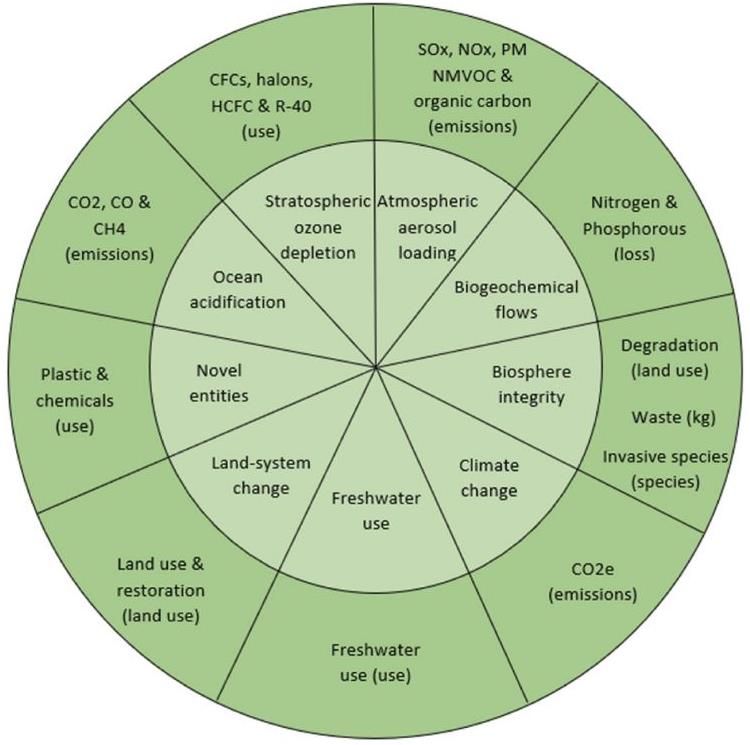 SOx, NOx, PM
NMVOC &
organic carbon
(emissions)
Nitrogen &
Phosphorous
(loss)
Degradation
(land use)
Waste (kg)
Invasive species
(species)
CO2e
(emissions)
Freshwater
use (use)
Land use &
restoration
(land use)
Plastic &
chemicals
(use)
CO2, CO &
CH4
(emissions)
CFCs, halons,
HCFC & R-40
(use)
Atmospheric
aerosol
loading
Biogeochemical
flows
Biosphere
integrity
Climate
change
Freshwater
use
Land-system
change
Novel
entities
Ocean
acidification
Stratospheric
ozone
depletion